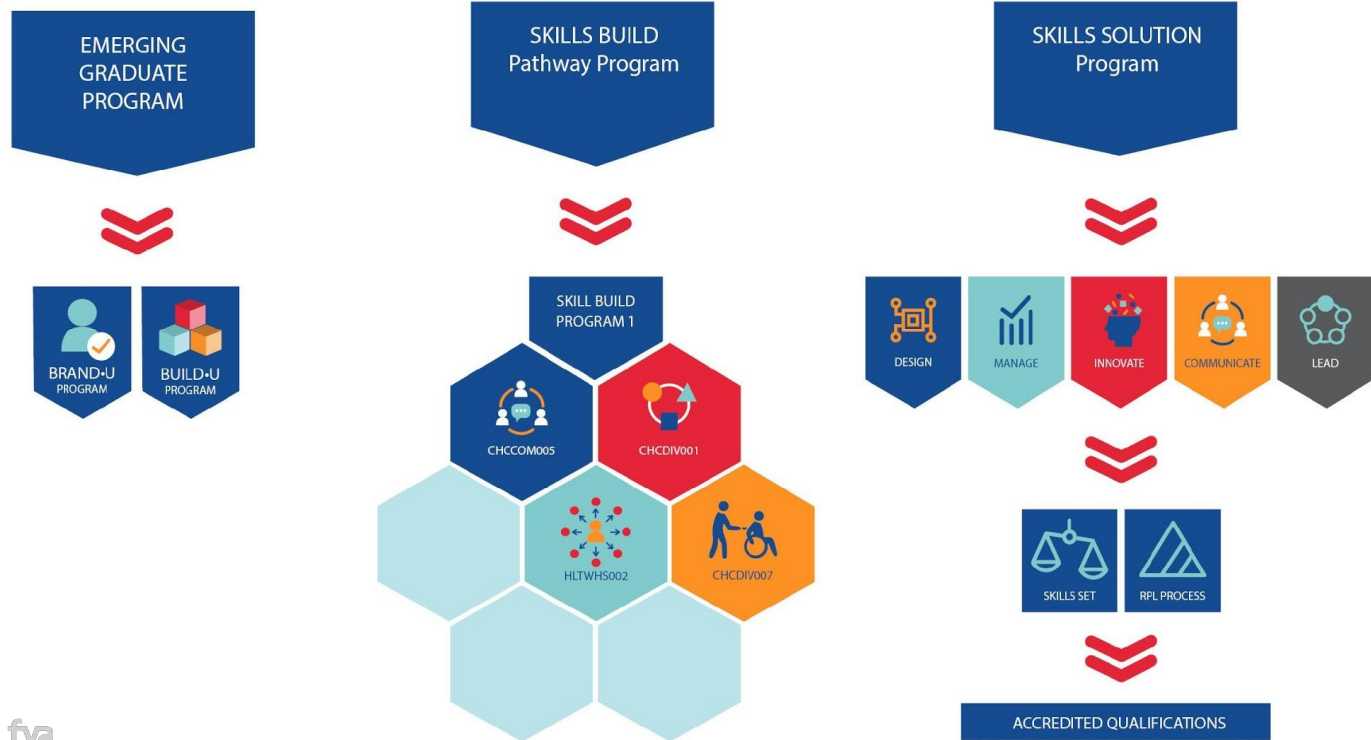 EMERGING
GRADUATE
PROGRAM
BRAND•U
PROGRAM
BUILD•U
PROGRAM
SKILLS BUILD
Pathway Program
SKILL BUILD
PROGRAM 1
CHCCOM005
CHCDIV001
HLTWHS002
CHCDIV007
SKILLS SOLUTION
Program
DESIGN
MANAGE
INNOVATE
COMMUNICATE
LEAD
SKILLS SET
RPL PROCESS
ACCREDITED QUALIFICATIONS